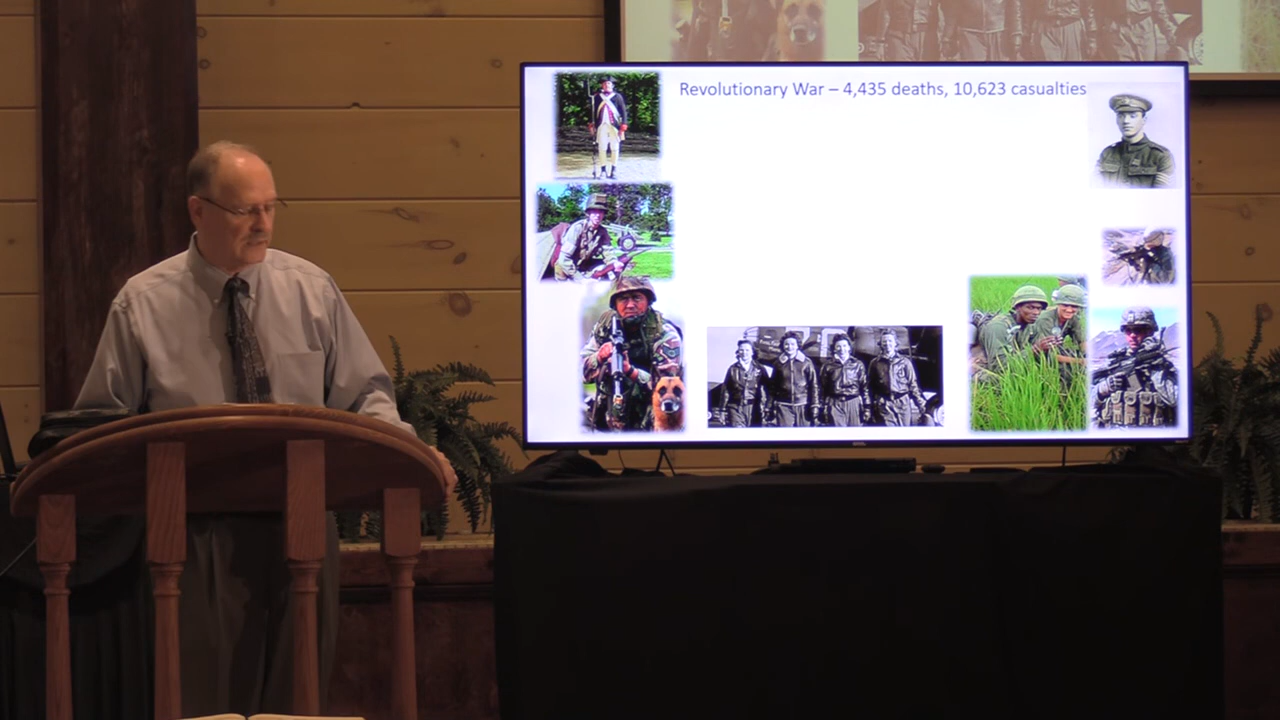 Revolutionary War – 4,435 deaths, 10,623 casualties